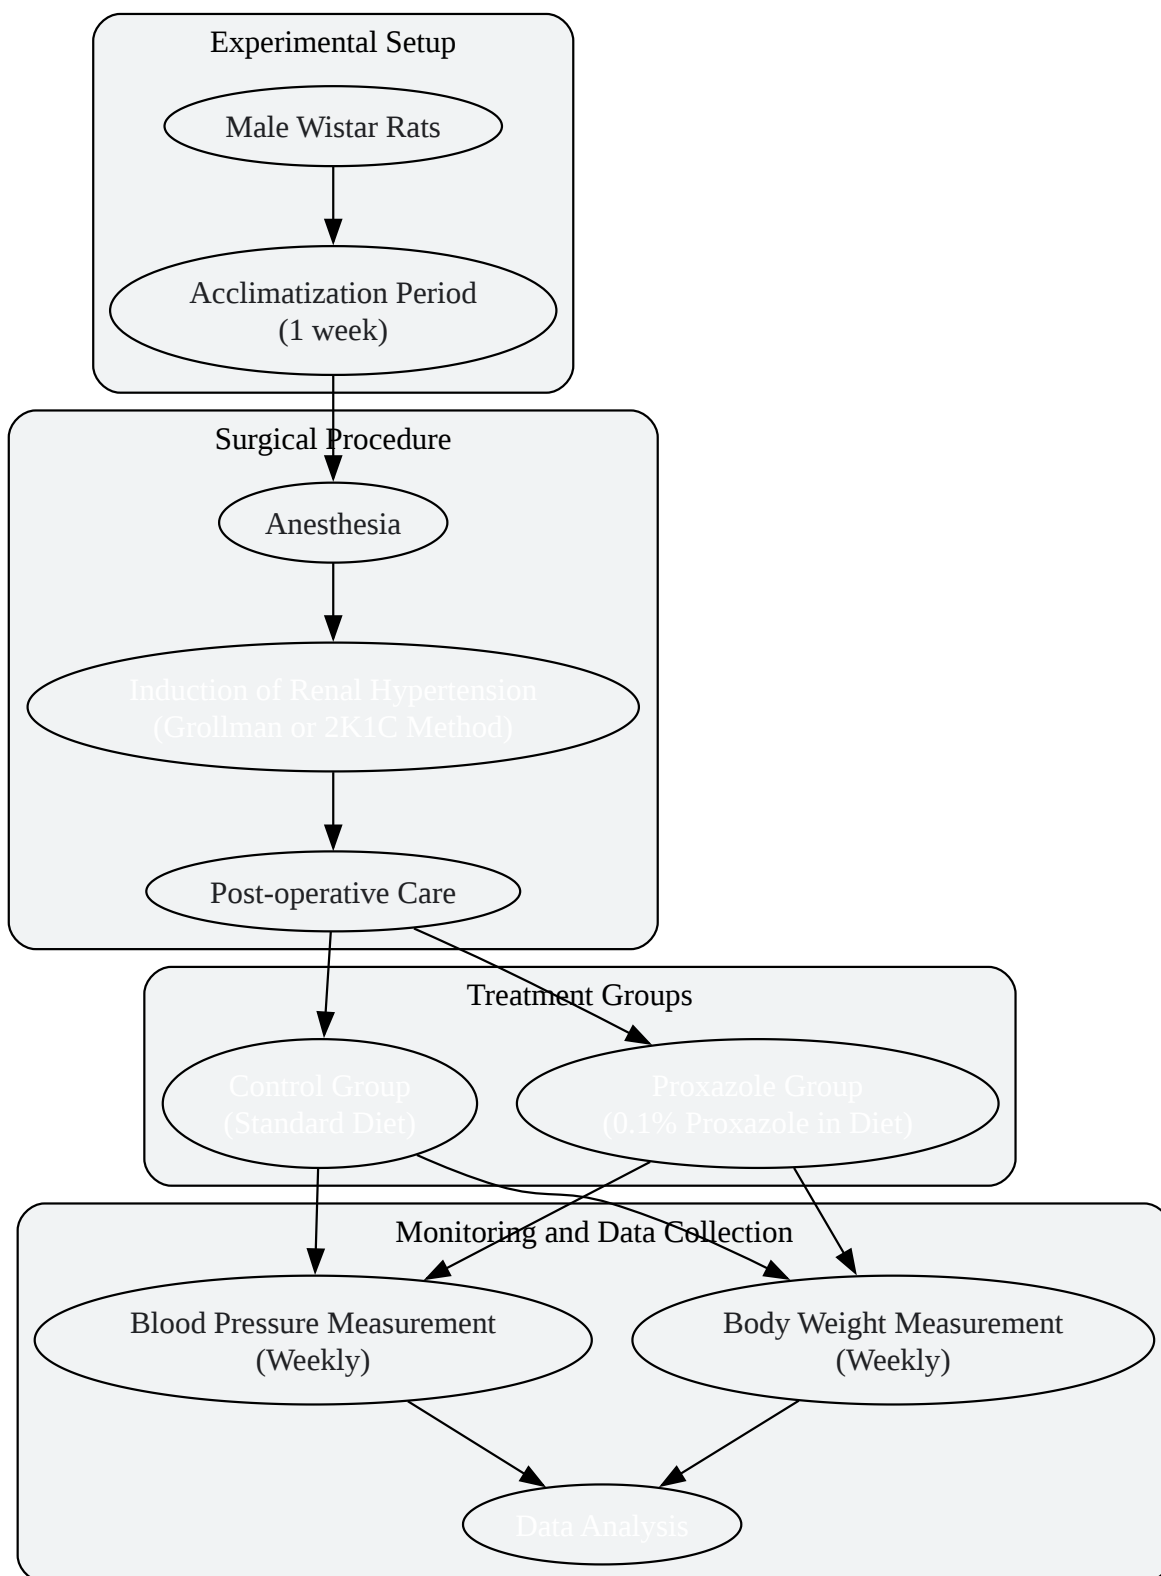 Experimental Setup
Male Wistar Rats
Acclimatization Period
(1 week)
Surgical Procedure
Anesthesia
Induction of Renal Hypertension
(Grollman or 2K1C Method)
Post-operative Care
Treatment Groups
Control Group
(Standard Diet)
Proxazole Group
(0.1% Proxazole in Diet)
Monitoring and Data Collection
Blood Pressure Measurement
(Weekly)
Body Weight Measurement
(Weekly)
Data Analysis